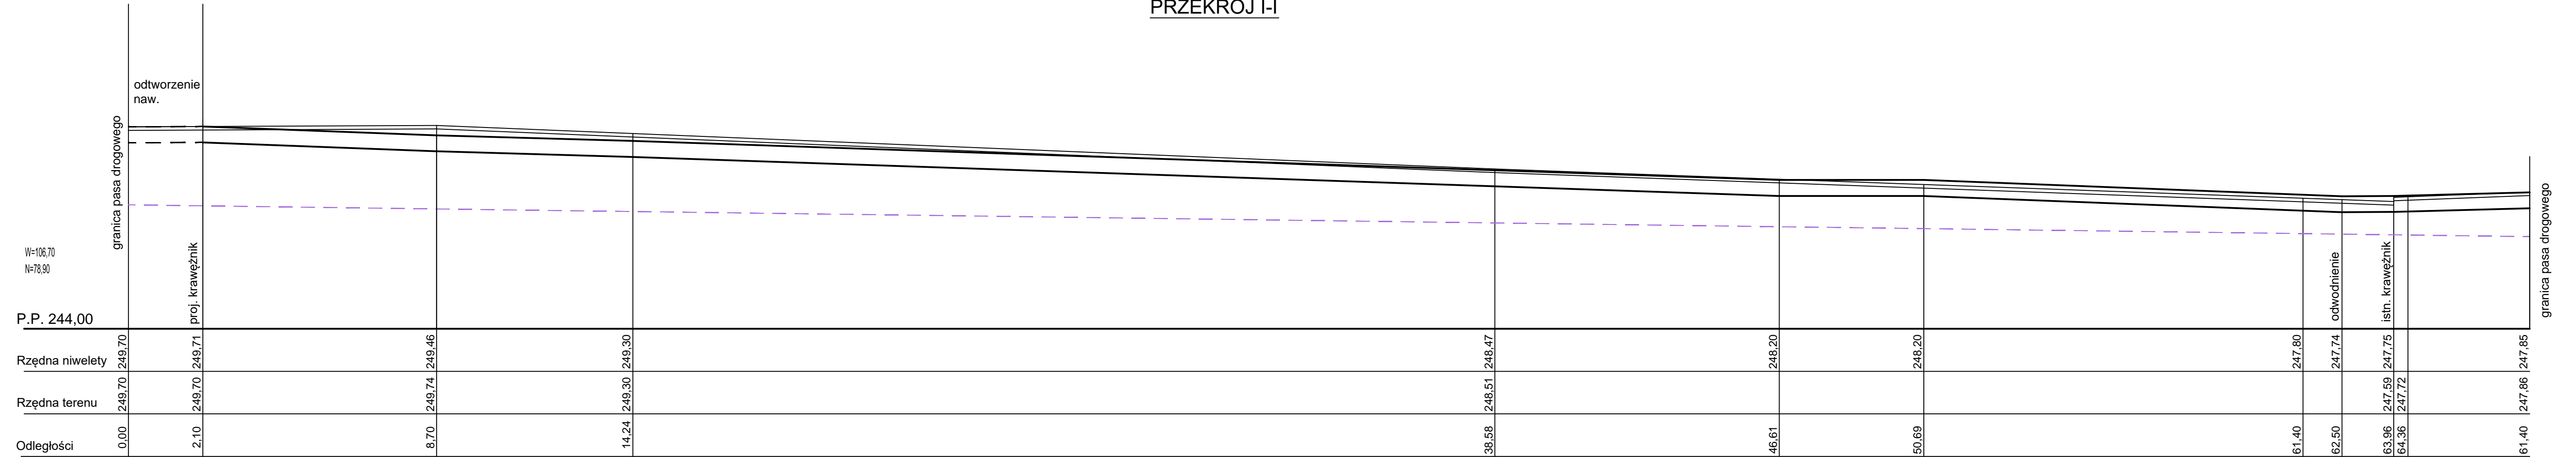 PRZEKRÓJ I-I
odtworzenie
naw.
granica pasa drogowego
proj. krawężnik
odwodnienie
istn. krawężnik
granica pasa drogowego
W=106,70
N=78,90
P.P. 244,00
Rzędna niwelety 249,70 249,71 249,46 249,30 248,47 248,20 248,20 247,80 247,74 247,75 247,85
Rzędna terenu 249,70 249,70 249,74 249,30 248,51 247,59 247,72 247,86
Odległości 0,00 2,10 8,70 14,24 38,58 46,61 50,69 61,40 62,50 63,96 64,36 61,40